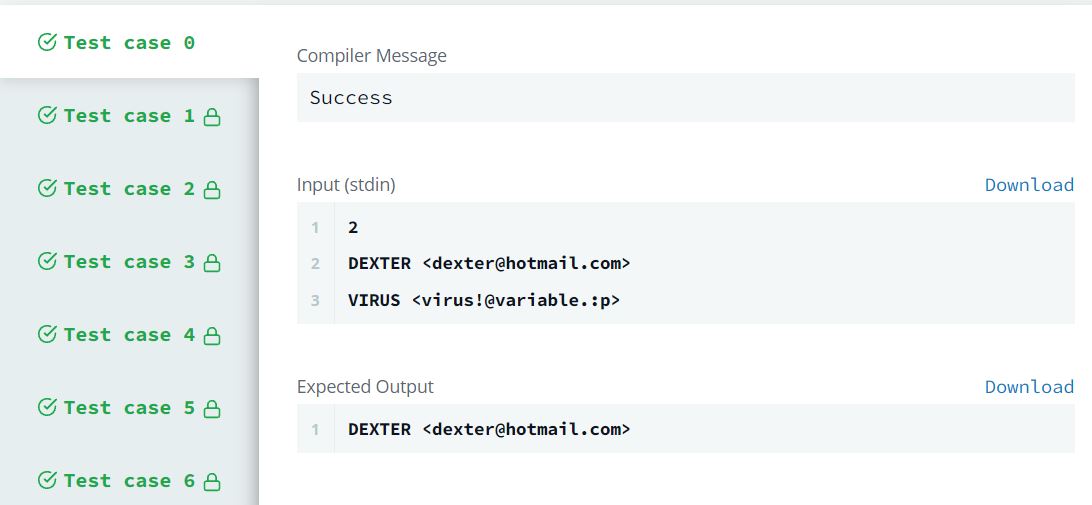 Test case 0
Test case 1
Test case 2
Test case 3
Test case 4
Test case 5
Test case 6
Compiler Message
Success
Input (stdin)
Download
1 2
2 DEXTER <dexter@hotmail.com>
3 VIRUS <virus!@variable.:p>
Expected Output
Download
1 DEXTER <dexter@hotmail.com>